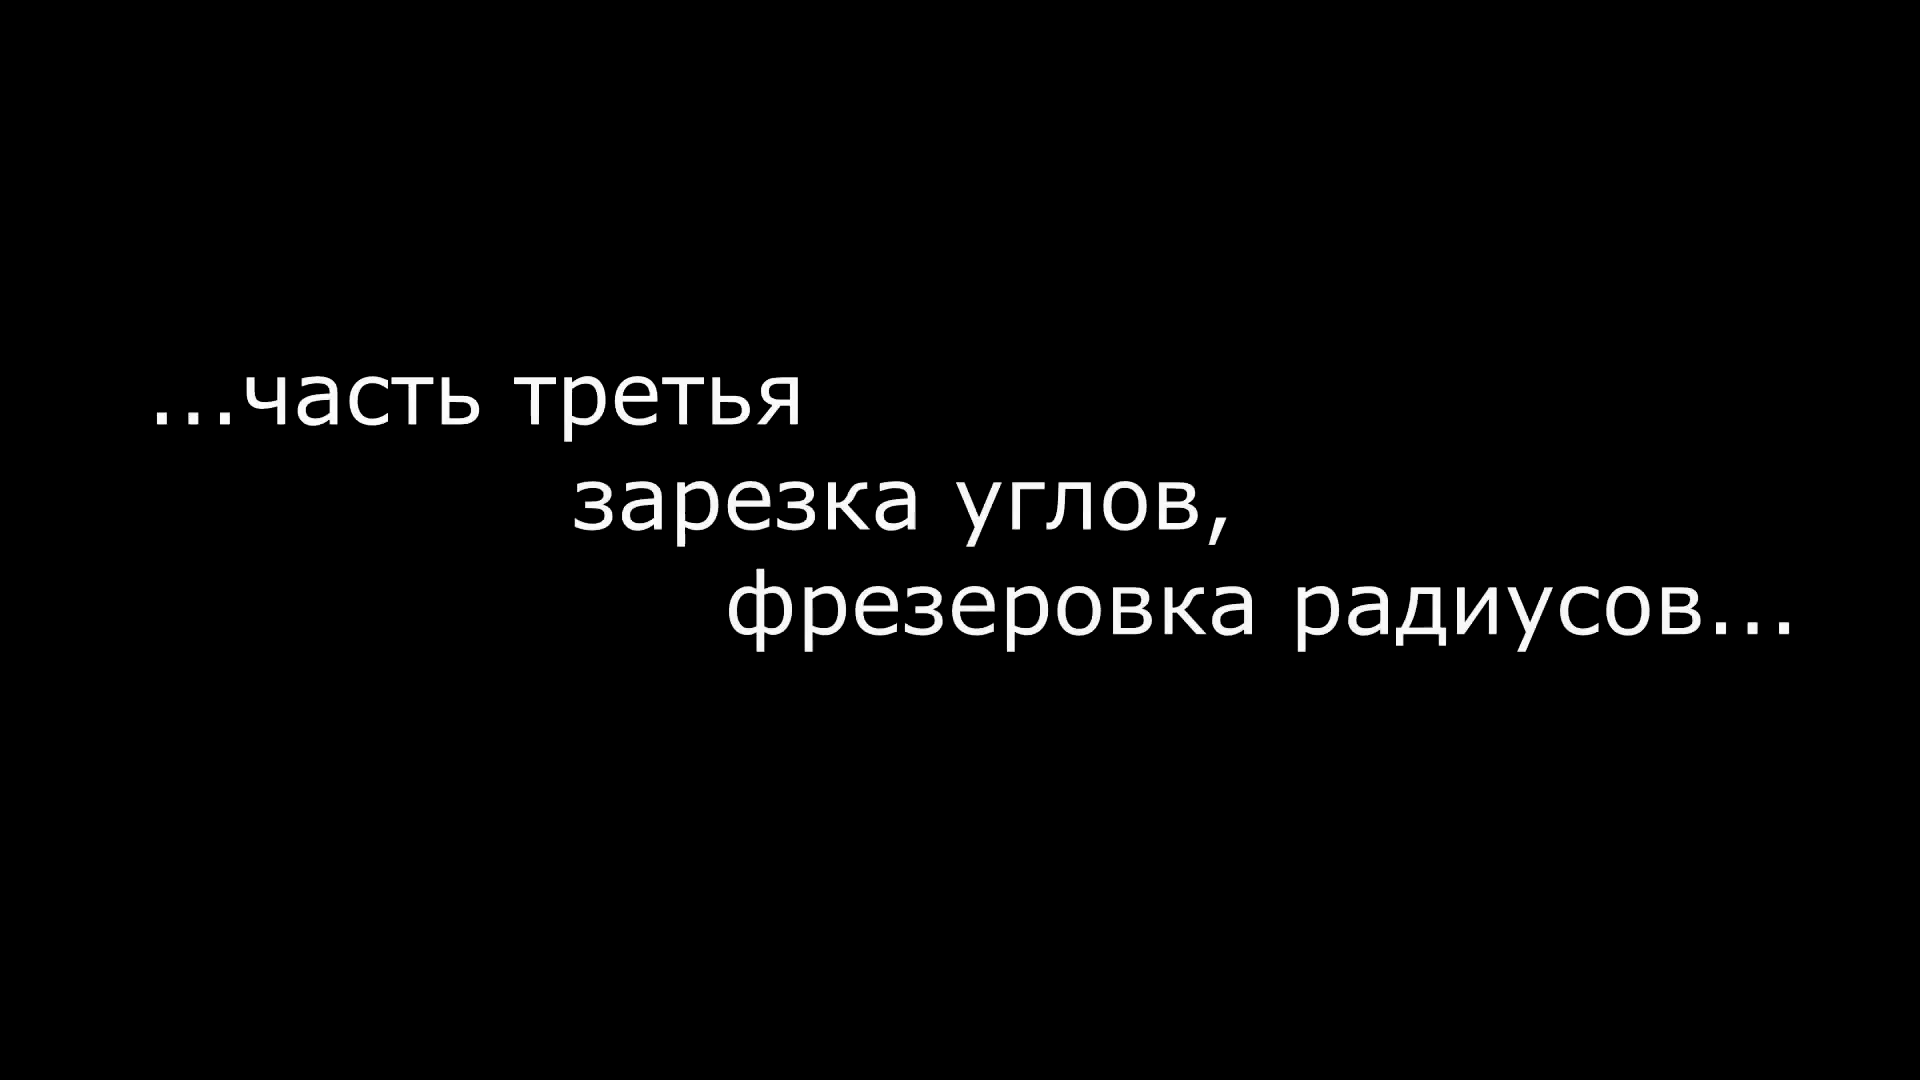 ...часть третья
зарезка углов,
фрезеровка радиусов...